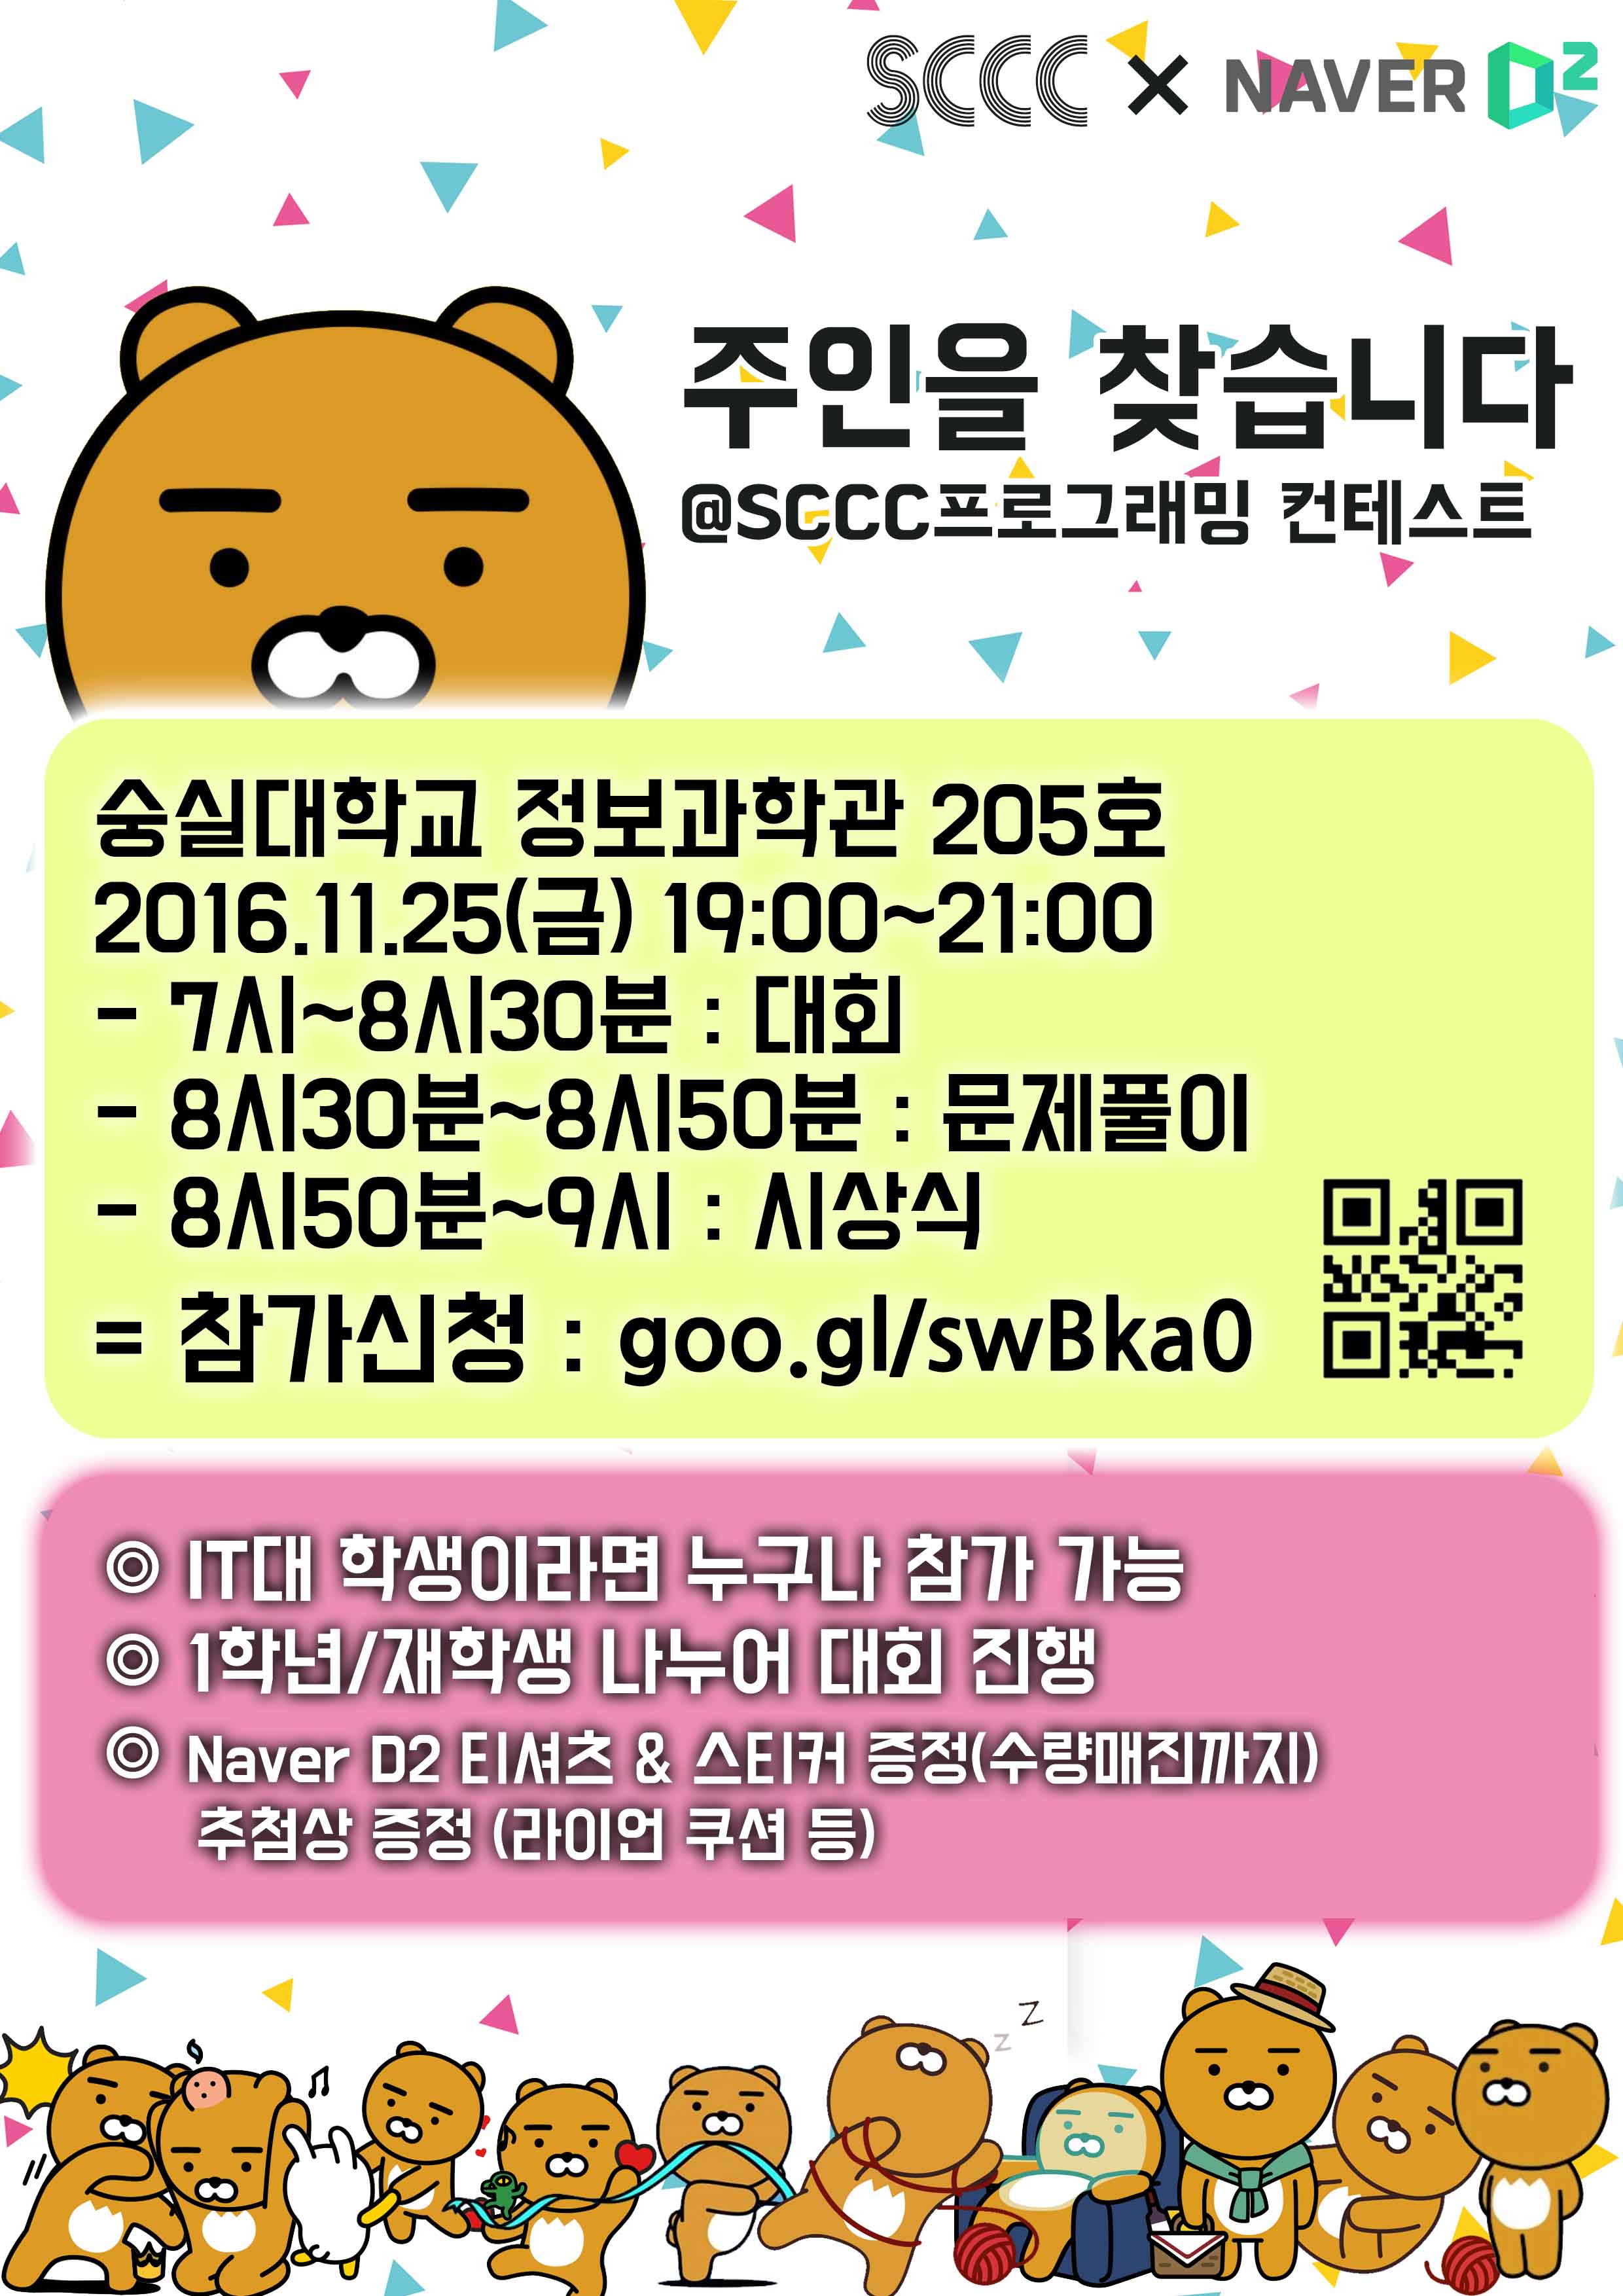 SCCC × NAVER D2
주인을 찾습니다
@SCCC프로그래밍 컨테스트
숭실대학교 정보과학관 205호
2016.11.25(금) 19:00~21:00
- 7시~8시30분 : 대회
- 8시30분~8시50분 : 문제풀이
- 8시50분~9시 : 시상식
= 참가신청 : goo.gl/swBka0
◎ IT대 학생이라면 누구나 참가 가능
◎ 1학년/재학생 나누어 대회 진행
◎ Naver D2 티셔츠 & 스티커 증정(수량매진까지)
추첨상 증정 (라이언 쿠션 등)
z z